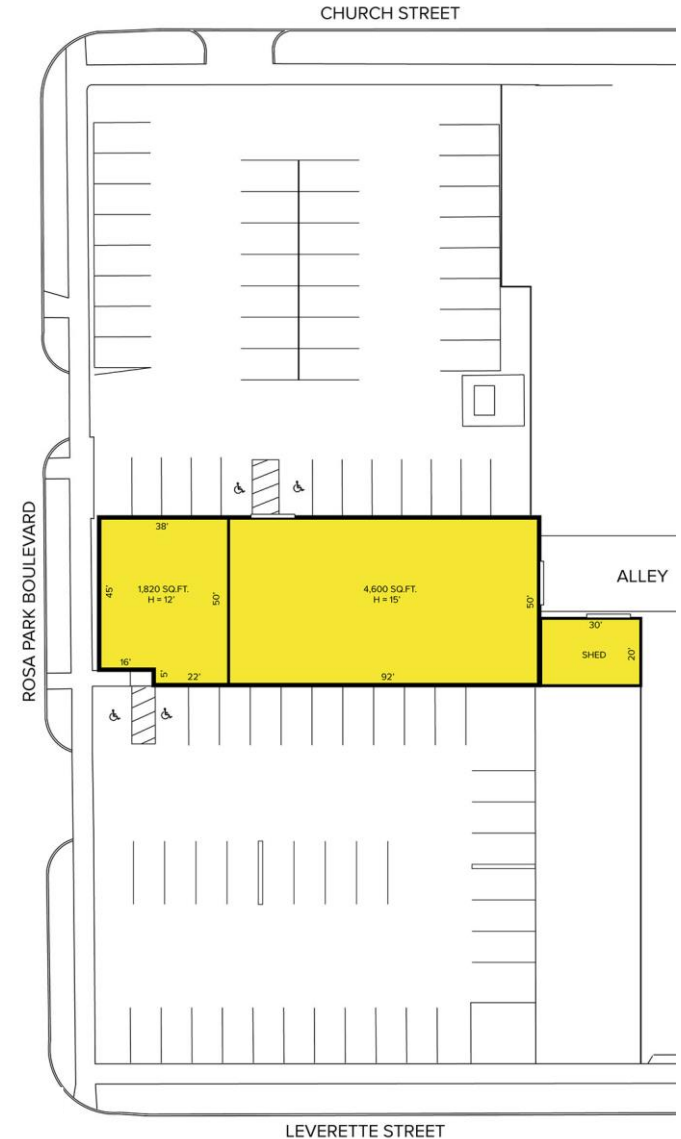 CHURCH STREET
ROSA PARK BOULEVARD
38'
45'
1,820 SQ.FT.
H = 12'
50'
4,600 SQ.FT.
H = 15'
50'
ALLEY
16'
5'
22'
92'
30'
SHED
20'
LEVERETTE STREET